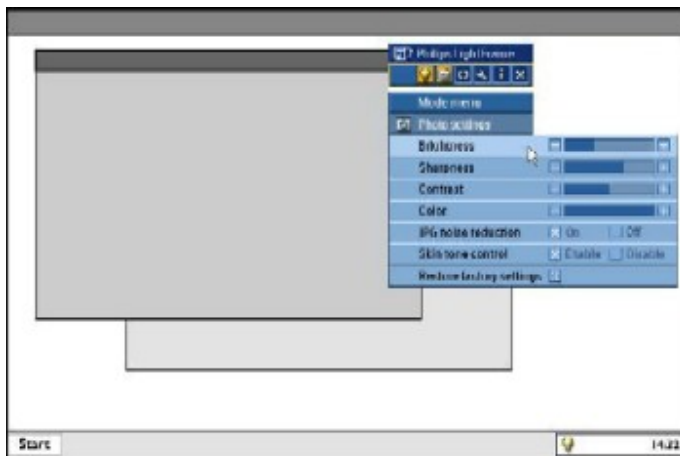 Philips LightFrame
Mode menu
Photo settings
Brightness
Sharpness
Contrast
Color
JPG noise reduction On Off
Skin tone control Enable Disable
Restore factory settings
Start 14:22